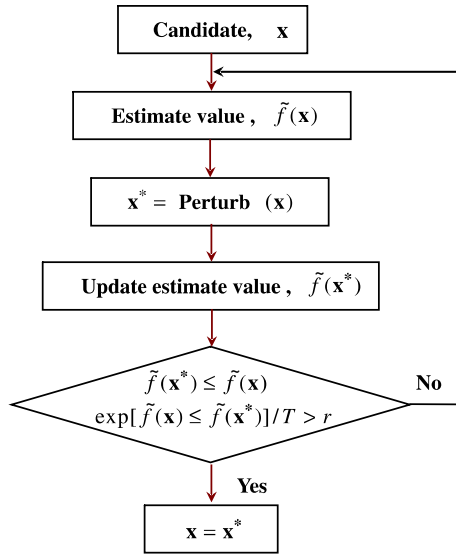 Candidate, x
Estimate value , f̃(x)
x* = Perturb (x)
Update estimate value , f̃(x*)
f̃(x*) ≤ f̃(x)
exp[f̃(x) ≤ f̃(x*)]/T > r
No
Yes
x = x*